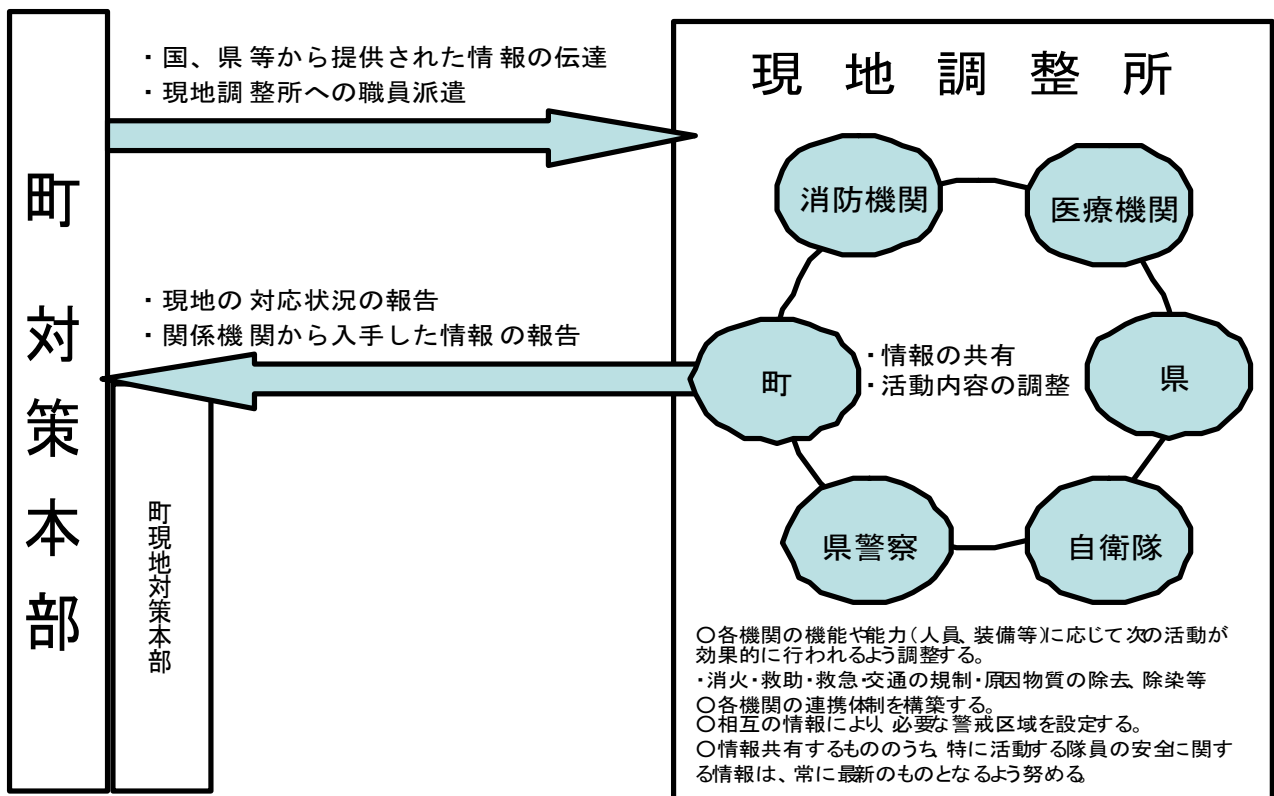 町対策本部
・国、県等から提供された情報の伝達
・現地調整所への職員派遣
・現地の対応状況の報告
・関係機関から入手した情報の報告
町現地対策本部
現地調整所
消防機関
医療機関
町
・情報の共有
・活動内容の調整
県
県警察
自衛隊
○各機関の機能や能力(人員、装備等)に応じて次の活動が
効果的に行われるよう調整する。
・消火・救助・救急・交通の規制・原因物質の除去、除染等
○各機関の連携体制を構築する。
○相互の情報により、必要な警戒区域を設定する。
○情報共有するもののうち、特に活動する隊員の安全に関す
る情報は、常に最新のものとなるよう努める。